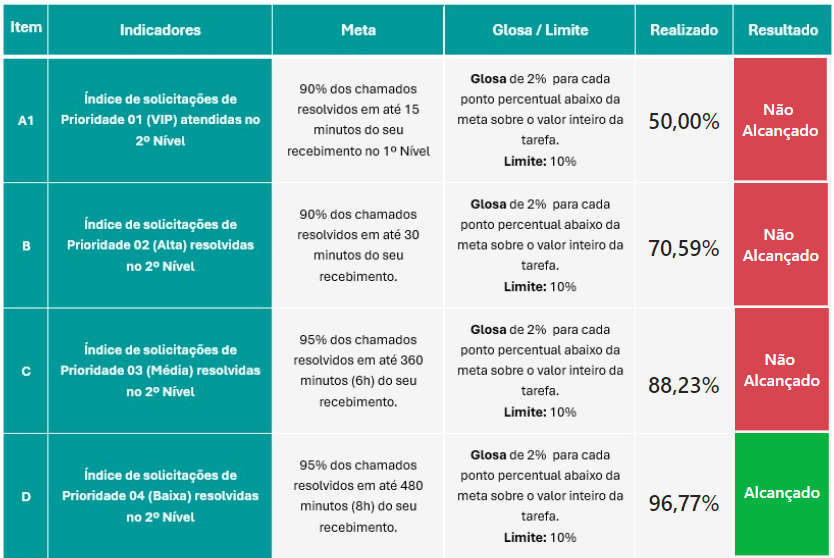 Item Indicadores Meta Glosa / Limite Realizado Resultado
A1
Índice de solicitações de
Prioridade 01 (VIP) atendidas no
2º Nível
90% dos chamados
resolvidos em até 15
minutos do seu
recebimento no 1º Nível
Glosa de 2% para cada
ponto percentual abaixo da
meta sobre o valor inteiro da
tarefa.
Limite: 10%
50,00%
Não
Alcançado
B
Índice de solicitações de
Prioridade 02 (Alta) resolvidas
no 2º Nível
90% dos chamados
resolvidos em até 30
minutos do seu
recebimento.
Glosa de 2% para cada
ponto percentual abaixo da
meta sobre o valor inteiro da
tarefa.
Limite: 10%
70,59%
Não
Alcançado
C
Índice de solicitações de
Prioridade 03 (Média) resolvidas
no 2º Nível
95% dos chamados
resolvidos em até 360
minutos (6h) do seu
recebimento.
Glosa de 2% para cada
ponto percentual abaixo da
meta sobre o valor inteiro da
tarefa.
Limite: 10%
88,23%
Não
Alcançado
D
Índice de solicitações de
Prioridade 04 (Baixa) resolvidas
no 2º Nível
95% dos chamados
resolvidos em até 480
minutos (8h) do seu
recebimento.
Glosa de 2% para cada
ponto percentual abaixo da
meta sobre o valor inteiro da
tarefa.
Limite: 10%
96,77%
Alcançado